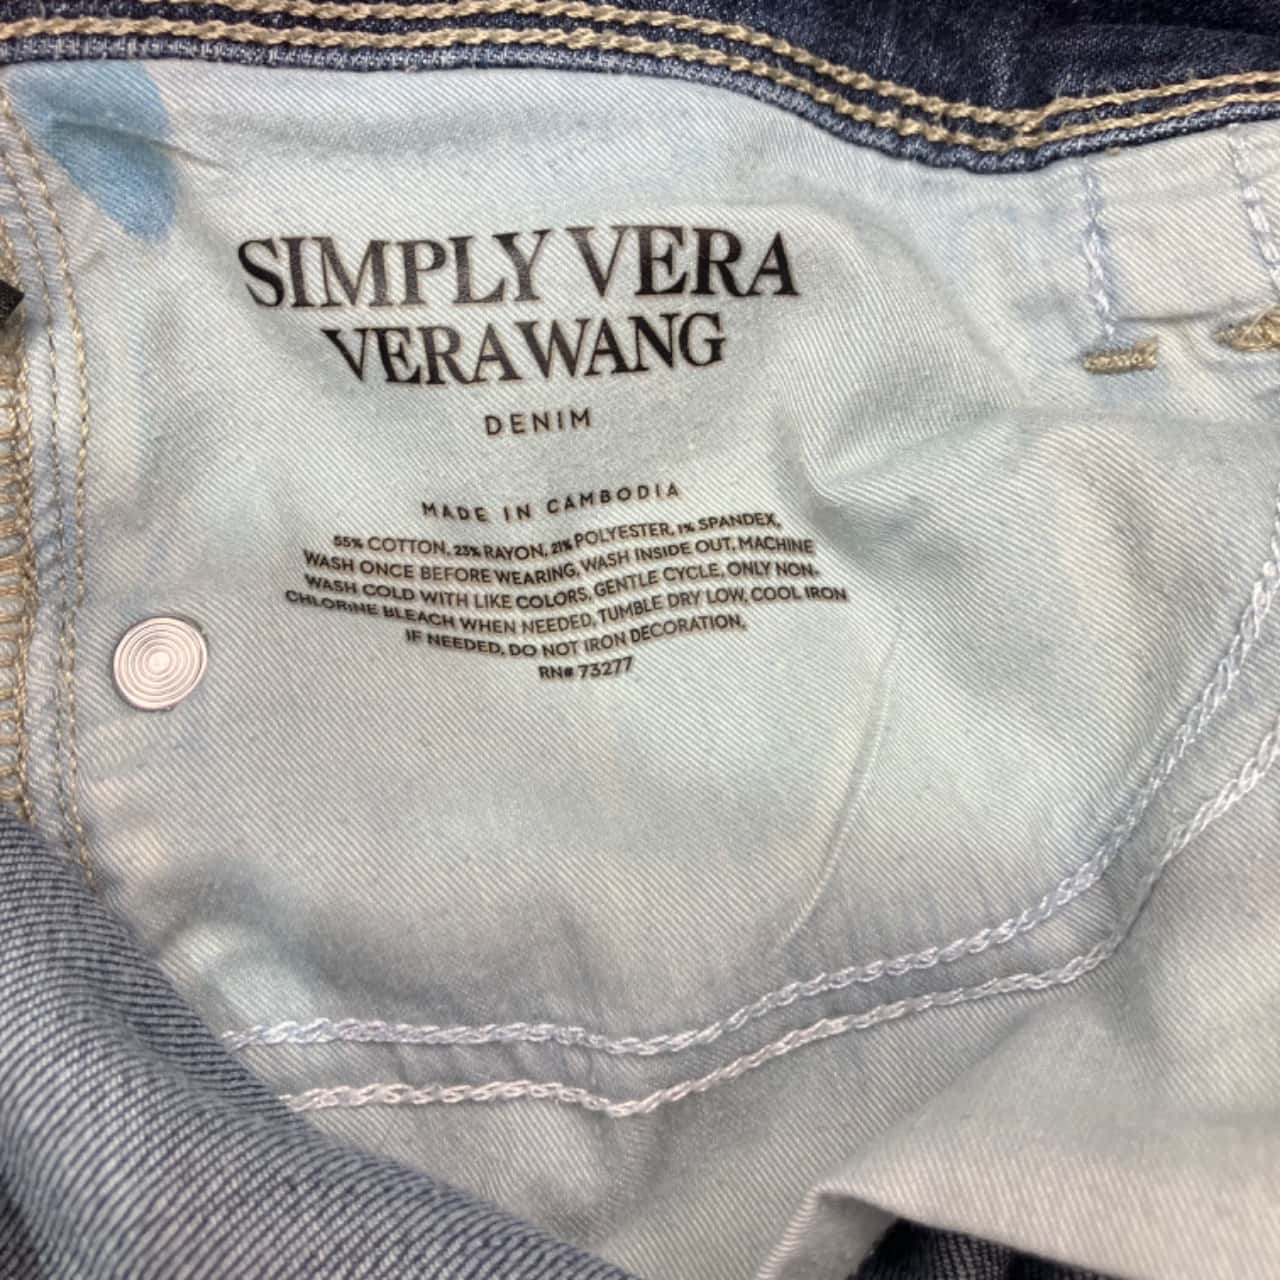 SIMPLY VERA
VERA WANG
DENIM
MADE IN CAMBODIA
55% COTTON, 23% RAYON, 21% POLYESTER, 1% SPANDEX,
WASH ONCE BEFORE WEARING, WASH INSIDE OUT, MACHINE
WASH COLD WITH LIKE COLORS, GENTLE CYCLE, ONLY NON.
CHLORINE BLEACH WHEN NEEDED, TUMBLE DRY LOW, COOL IRON
IF NEEDED, DO NOT IRON DECORATION.
RN# 73277